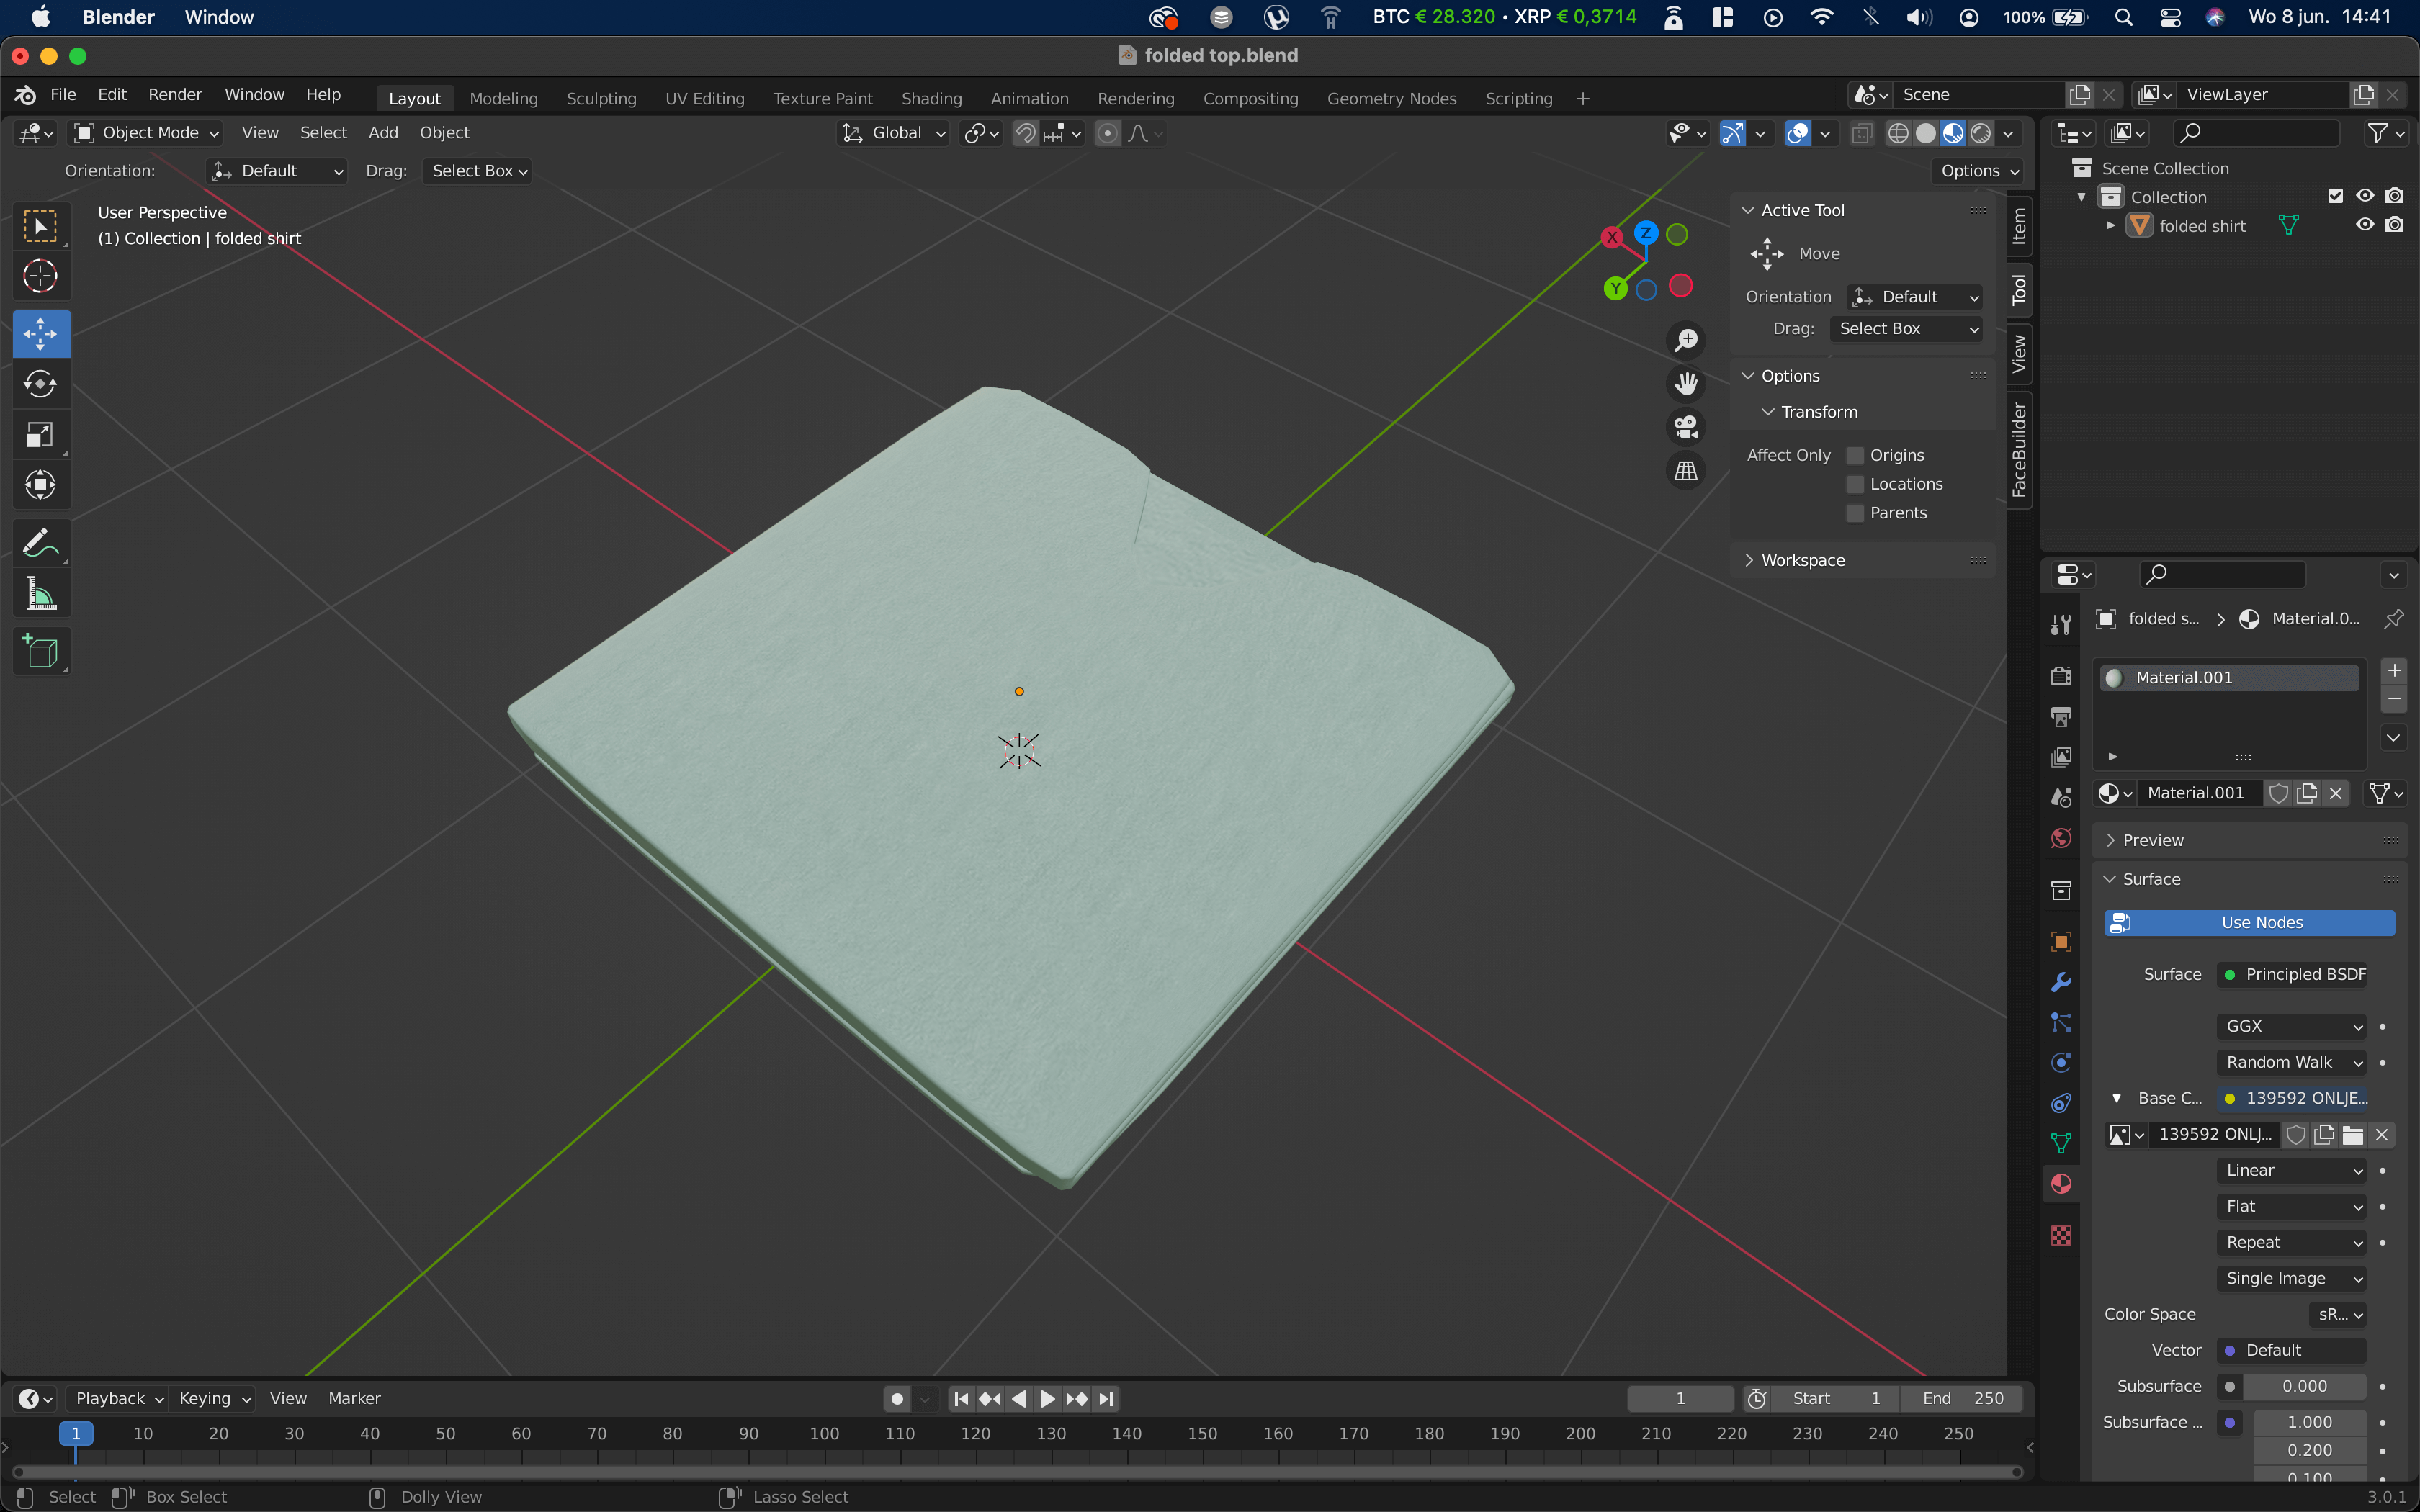 Blender Window BTC € 28.320 • XRP € 0,3714 100% Wo 8 jun. 14:41
folded top.blend
File Edit Render Window Help Layout Modeling Sculpting UV Editing Texture Paint Shading Animation Rendering Compositing Geometry Nodes Scripting + Scene ViewLayer
Object Mode View Select Add Object Global
Orientation: Default Drag: Select Box Options
User Perspective
(1) Collection | folded shirt
X Z Y
Active Tool
Move
Orientation Default
Drag: Select Box
Options
Transform
Affect Only Origins
Locations
Parents
Workspace
Item
Tool
View
FaceBuilder
Scene Collection
Collection
folded shirt
folded s... > Material.0...
Material.001
Material.001
Preview
Surface
Use Nodes
Surface Principled BSDF
GGX
Random Walk
Base C... 139592 ONLJE...
139592 ONLJ...
Linear
Flat
Repeat
Single Image
Color Space sR...
Vector Default
Subsurface 0.000
Subsurface ... 1.000
0.200
0.100
Playback Keying View Marker 1 Start 1 End 250
1 10 20 30 40 50 60 70 80 90 100 110 120 130 140 150 160 170 180 190 200 210 220 230 240 250
Select Box Select Dolly View Lasso Select 3.0.1